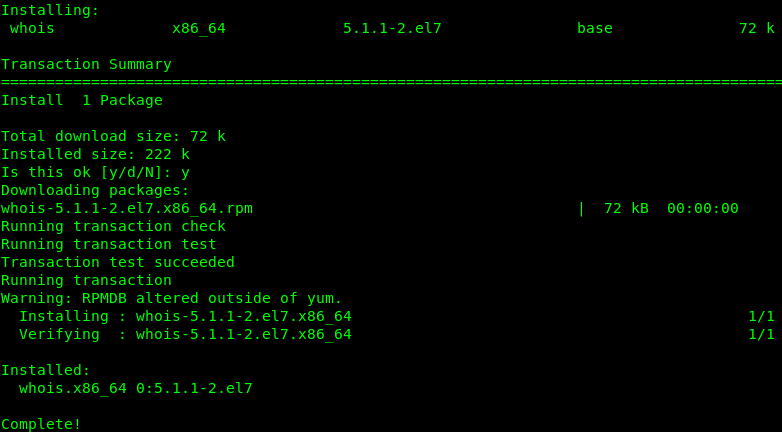 Installing:
 whois             x86_64             5.1.1-2.el7               base              72 k

Transaction Summary
=======================================================================================
Install  1 Package

Total download size: 72 k
Installed size: 222 k
Is this ok [y/d/N]: y
Downloading packages:
whois-5.1.1-2.el7.x86_64.rpm                                    |  72 kB  00:00:00
Running transaction check
Running transaction test
Transaction test succeeded
Running transaction
Warning: RPMDB altered outside of yum.
  Installing : whois-5.1.1-2.el7.x86_64                                            1/1
  Verifying  : whois-5.1.1-2.el7.x86_64                                            1/1

Installed:
  whois.x86_64 0:5.1.1-2.el7

Complete!